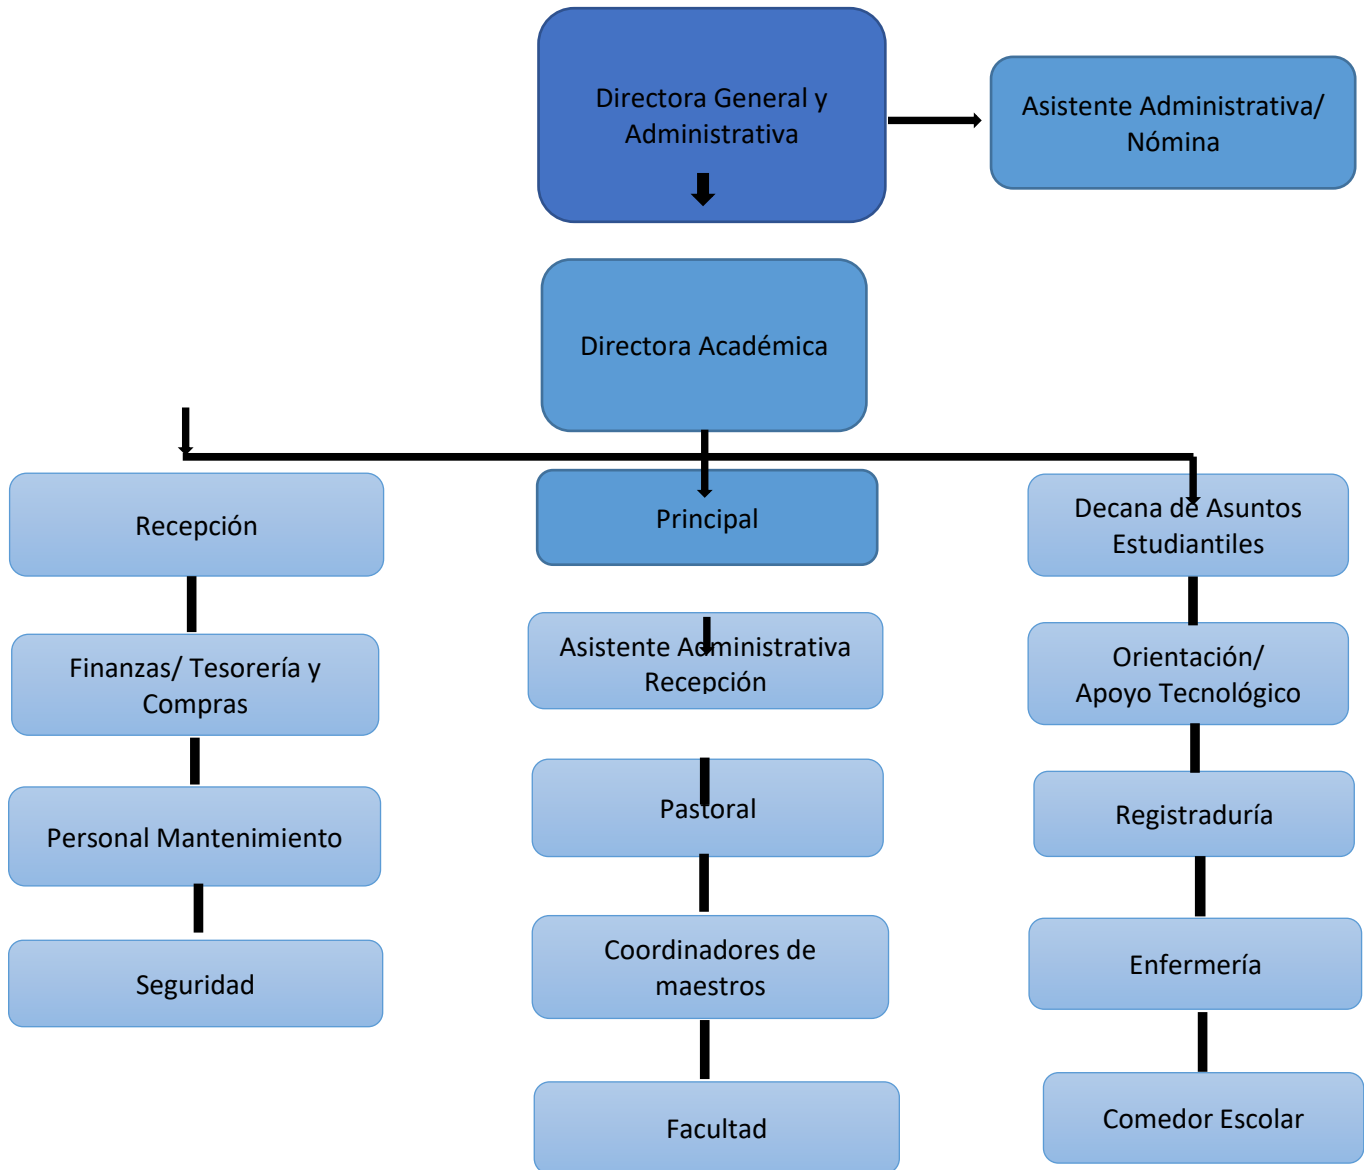 Directora General y
Administrativa
Asistente Administrativa/
Nómina
Directora Académica
Recepción
Principal
Decana de Asuntos
Estudiantiles
Finanzas/ Tesorería y
Compras
Asistente Administrativa
Recepción
Orientación/
Apoyo Tecnológico
Personal Mantenimiento
Pastoral
Registraduría
Seguridad
Coordinadores de
maestros
Enfermería
Facultad
Comedor Escolar